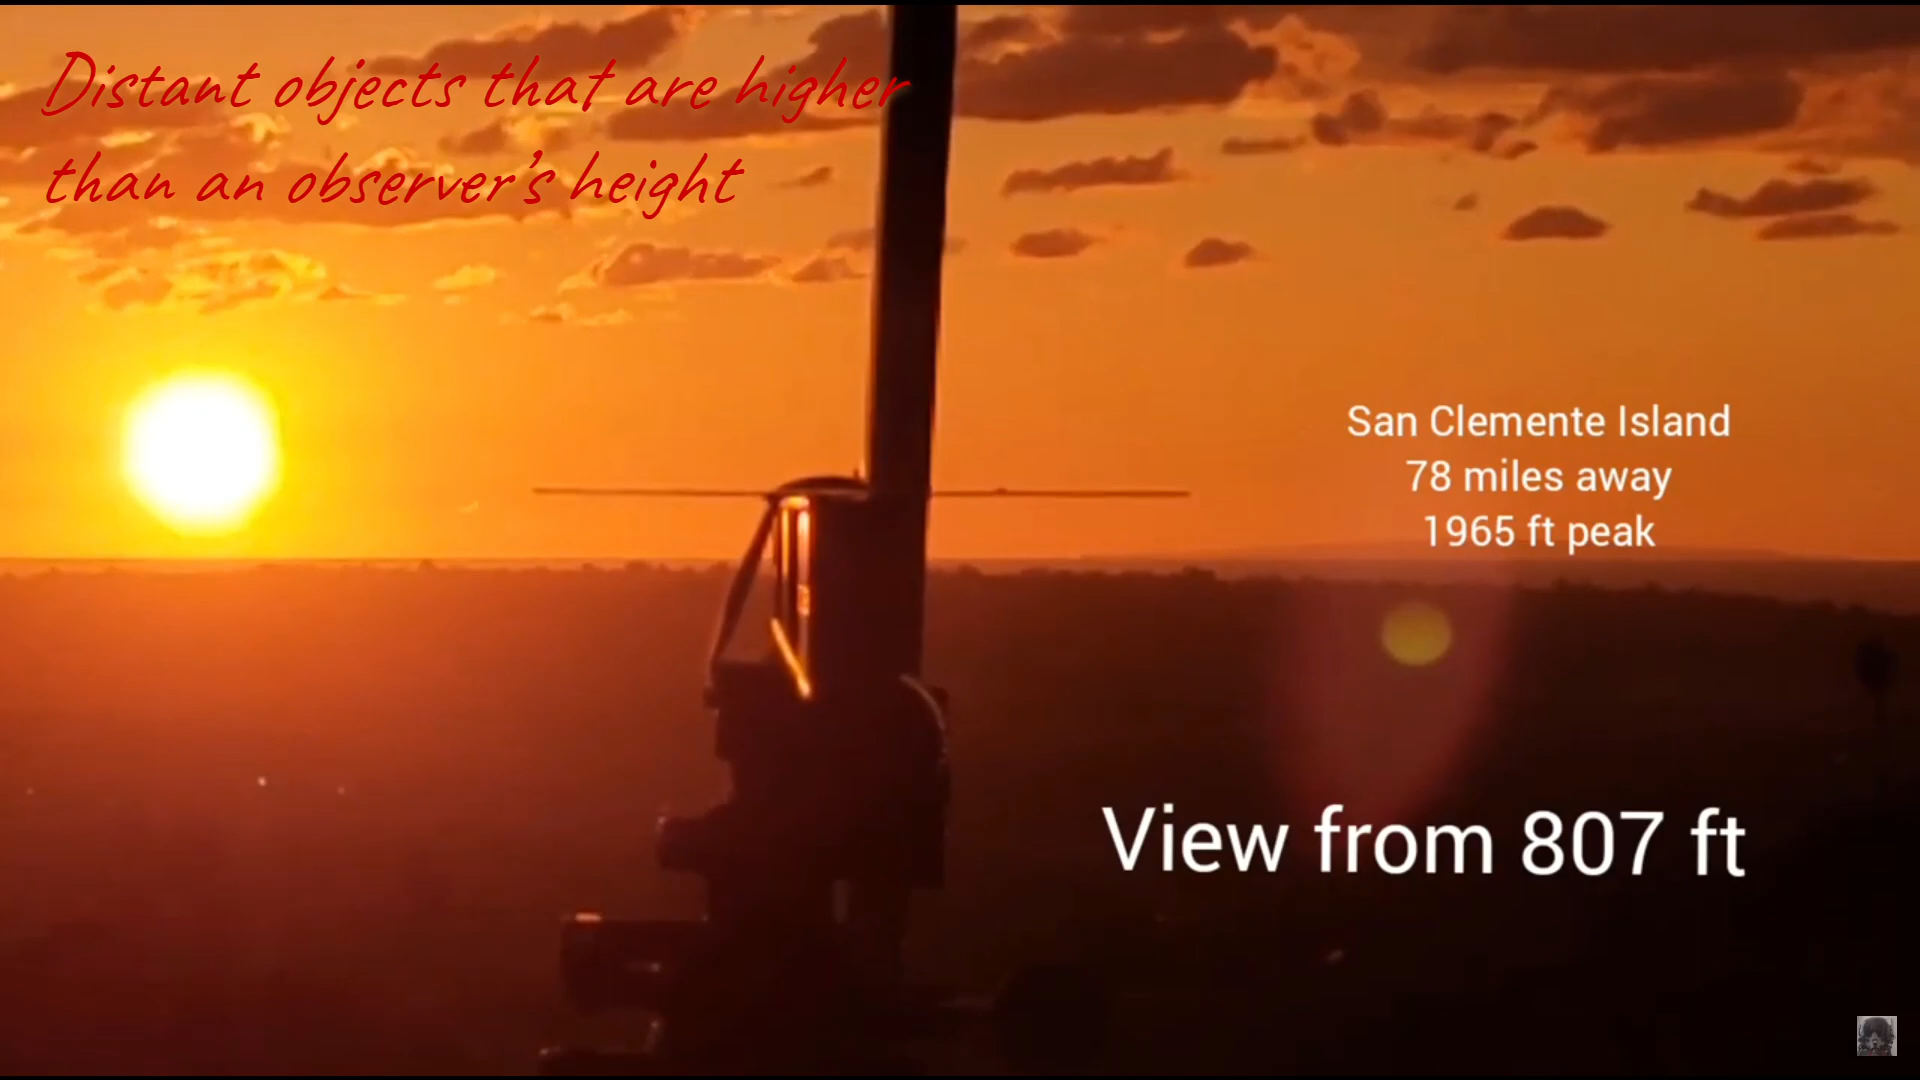 Distant objects that are higher
than an observer's height
San Clemente Island
78 miles away
1965 ft peak
View from 807 ft